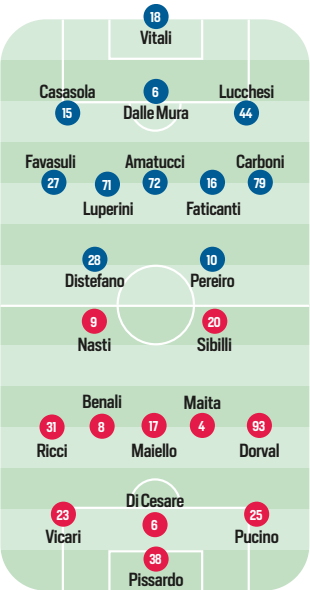 18
Vitali
Casasola 6 Lucchesi
15 Dalle Mura 44
Favasuli Amatucci Carboni
27 71 72 16 79
Luperini Faticanti
28 10
Distefano Pereiro
9 20
Nasti Sibilli
Benali Maita
31 8 17 4 93
Ricci Maiello Dorval
Di Cesare
23 6 25
Vicari Pucino
38
Pissardo